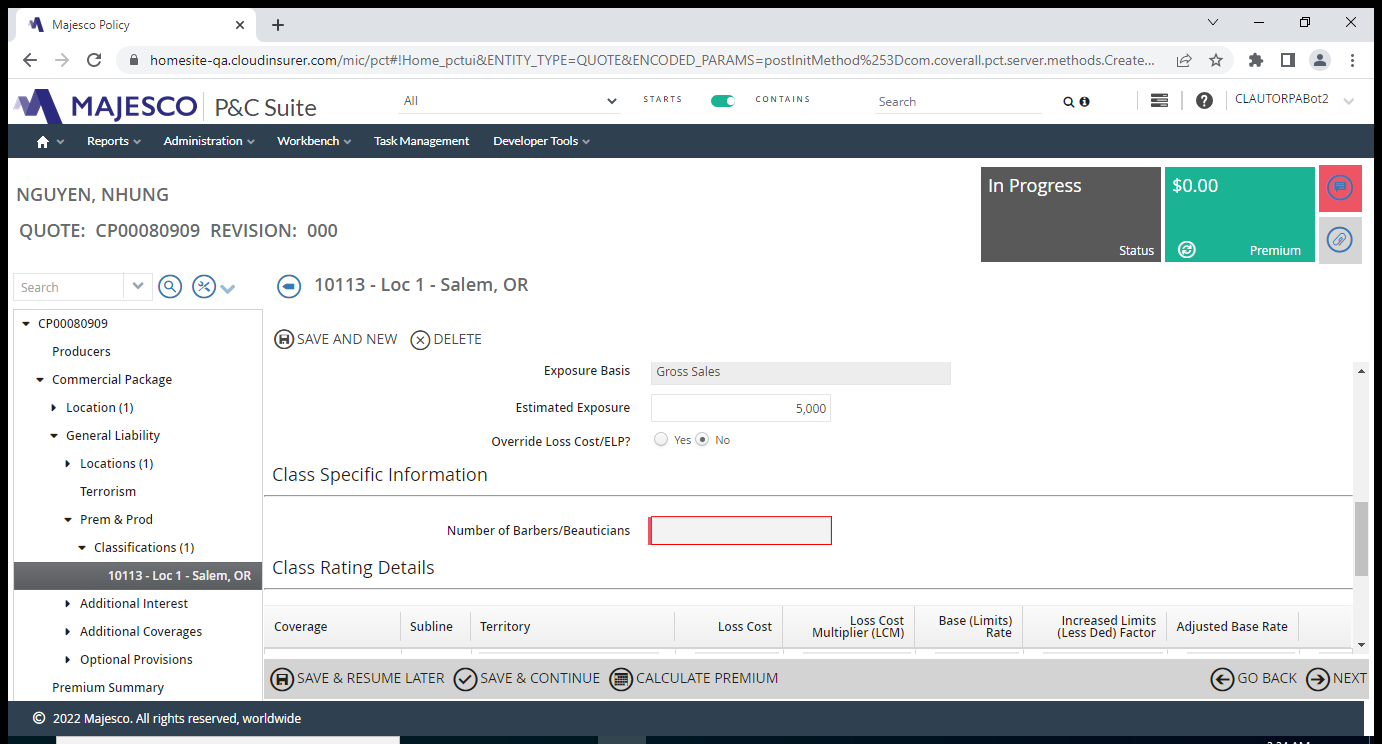 Majesco Policy
homesite-qa.cloudinsurer.com/mic/pct#!Home_pctui&ENTITY_TYPE=QUOTE&ENCODED_PARAMS=postInitMethod%253Dcom.coverall.pct.server.methods.Create...
MAJESCO P&C Suite
All
STARTS CONTAINS
Search
CLAUTORPABot2
Reports Administration Workbench Task Management Developer Tools
NGUYEN, NHUNG
QUOTE: CP00080909 REVISION: 000
In Progress
Status
$0.00
Premium
Search
10113 - Loc 1 - Salem, OR
SAVE AND NEW DELETE
CP00080909
Producers
Commercial Package
Location (1)
General Liability
Locations (1)
Terrorism
Prem & Prod
Classifications (1)
10113 - Loc 1 - Salem, OR
Additional Interest
Additional Coverages
Optional Provisions
Premium Summary
Exposure Basis Gross Sales
Estimated Exposure 5,000
Override Loss Cost/ELP? Yes No
Class Specific Information
Number of Barbers/Beauticians
Class Rating Details
Coverage
Subline
Territory
Loss Cost
Loss Cost
Multiplier (LCM)
Base (Limits)
Rate
Increased Limits
(Less Ded) Factor
Adjusted Base Rate
SAVE & RESUME LATER SAVE & CONTINUE CALCULATE PREMIUM GO BACK NEXT
© 2022 Majesco. All rights reserved, worldwide